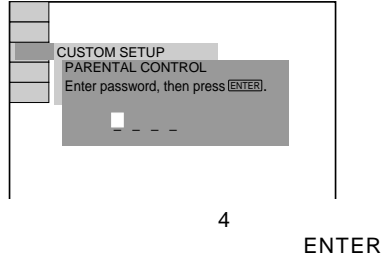 CUSTOM SETUP
PARENTAL CONTROL
Enter password, then press ENTER.
_ _ _ _
4
ENTER